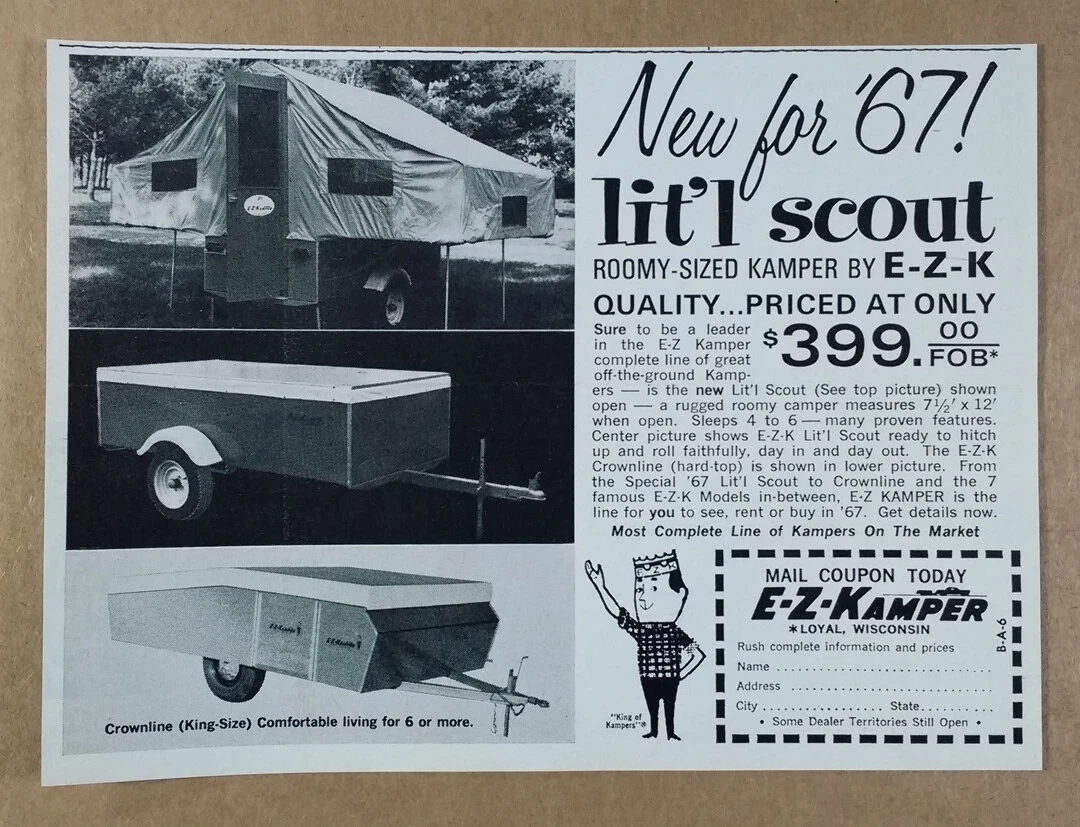 E-Z-Kamper
Crownline (King-Size) Comfortable living for 6 or more.
New for '67!
lit'l scout
ROOMY-SIZED KAMPER BY E-Z-K
QUALITY...PRICED AT ONLY
$399.00 FOB*
Sure to be a leader
in the E-Z Kamper
complete line of great
off-the-ground Kamp-
ers — is the new Lit'l Scout (See top picture) shown
open — a rugged roomy camper measures 7½' x 12'
when open. Sleeps 4 to 6 — many proven features.
Center picture shows E-Z-K Lit'l Scout ready to hitch
up and roll faithfully, day in and day out. The E-Z-K
Crownline (hard-top) is shown in lower picture. From
the Special '67 Lit'l Scout to Crownline and the 7
famous E-Z-K Models in-between, E-Z KAMPER is the
line for you to see, rent or buy in '67. Get details now.
Most Complete Line of Kampers On The Market
"King of
Kampers"®
MAIL COUPON TODAY
E-Z-KAMPER
*LOYAL, WISCONSIN
Rush complete information and prices
Name
Address
City State
• Some Dealer Territories Still Open •
B-A-6